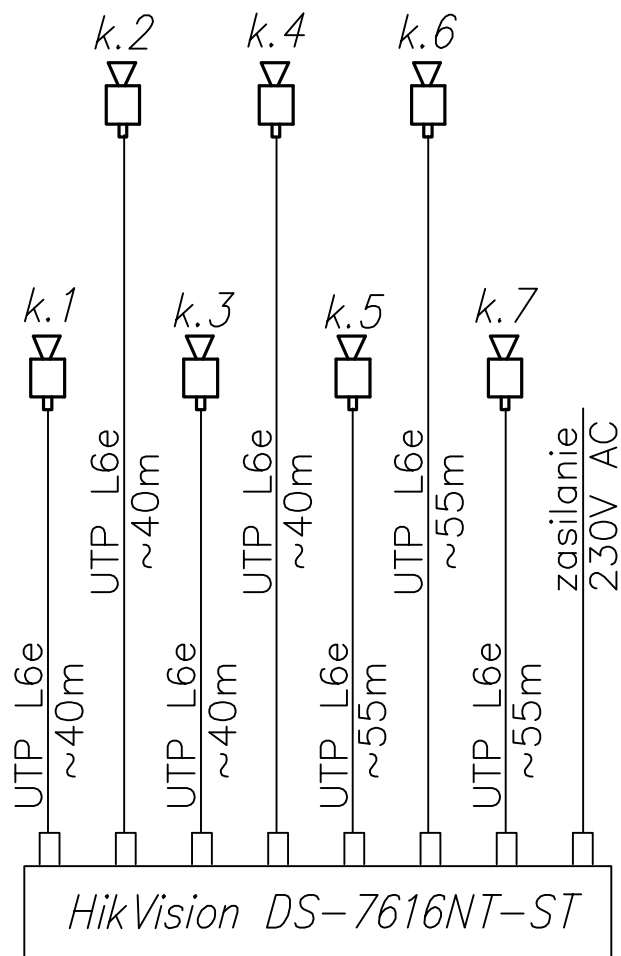 k.2
k.4
k.6
k.1
k.3
k.5
k.7
UTP L6e
~40m
UTP L6e
~40m
UTP L6e
~55m
zasilanie
230V AC
UTP L6e
~40m
UTP L6e
~40m
UTP L6e
~55m
UTP L6e
~55m
HikVision DS-7616NT-ST